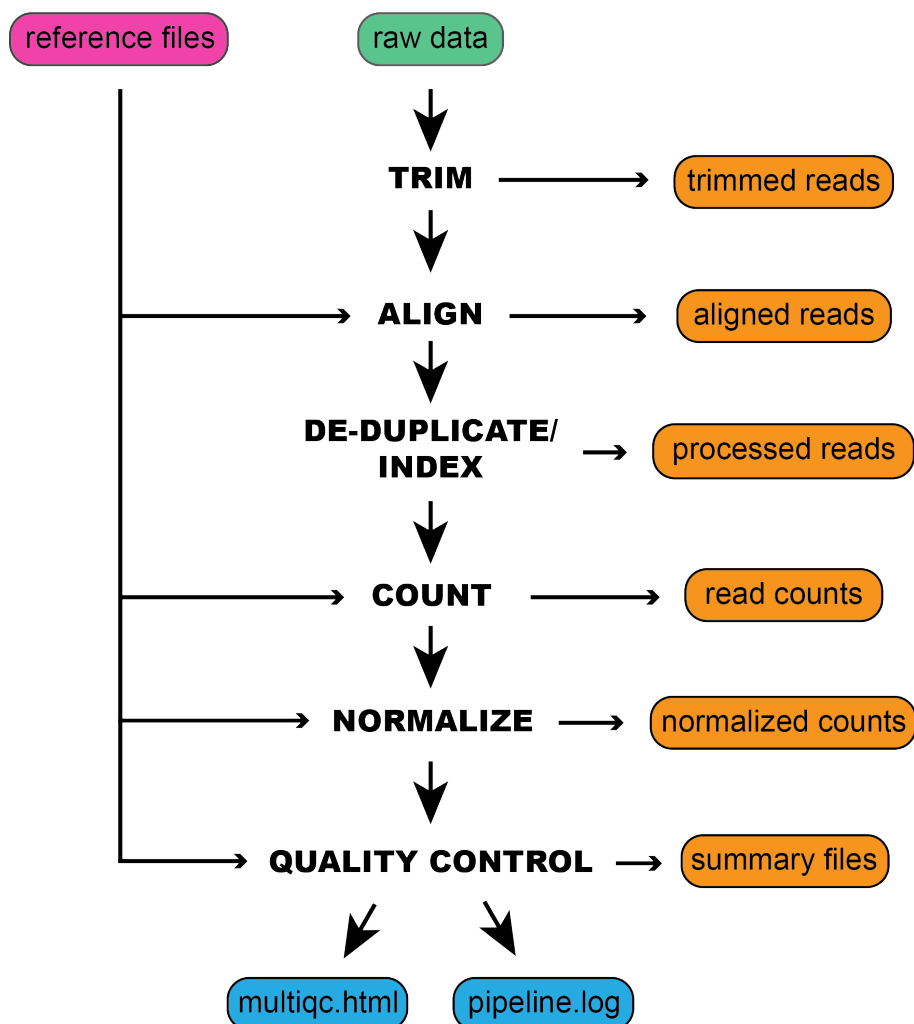 reference files
raw data
TRIM
trimmed reads
ALIGN
aligned reads
DE-DUPLICATE/
INDEX
processed reads
COUNT
read counts
NORMALIZE
normalized counts
QUALITY CONTROL
summary files
multiqc.html
pipeline.log